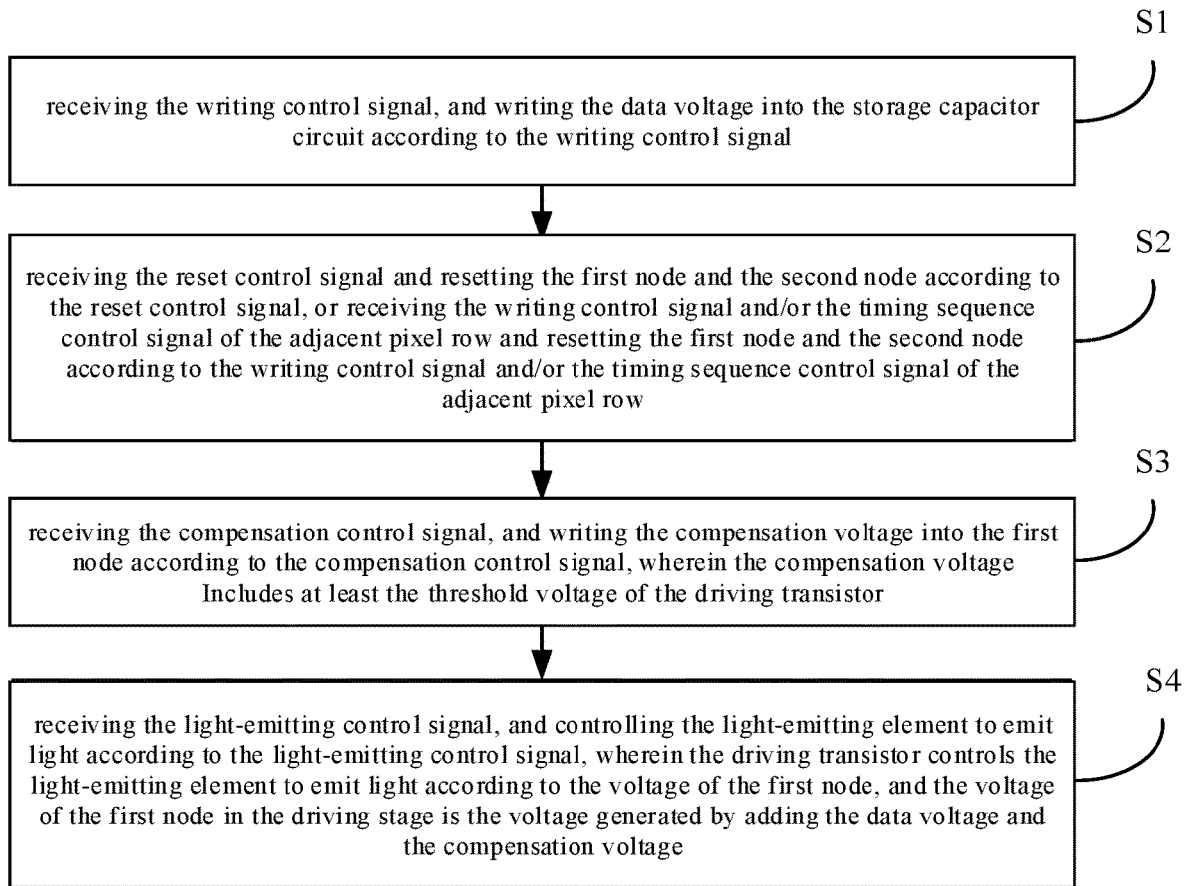 S1
receiving the writing control signal, and writing the data voltage into the storage capacitor
circuit according to the writing control signal
S2
receiving the reset control signal and resetting the first node and the second node according to
the reset control signal, or receiving the writing control signal and/or the timing sequence
control signal of the adjacent pixel row and resetting the first node and the second node
according to the writing control signal and/or the timing sequence control signal of the
adjacent pixel row
S3
receiving the compensation control signal, and writing the compensation voltage into the first
node according to the compensation control signal, wherein the compensation voltage
Includes at least the threshold voltage of the driving transistor
S4
receiving the light-emitting control signal, and controlling the light-emitting element to emit
light according to the light-emitting control signal, wherein the driving transistor controls the
light-emitting element to emit light according to the voltage of the first node, and the voltage
of the first node in the driving stage is the voltage generated by adding the data voltage and
the compensation voltage